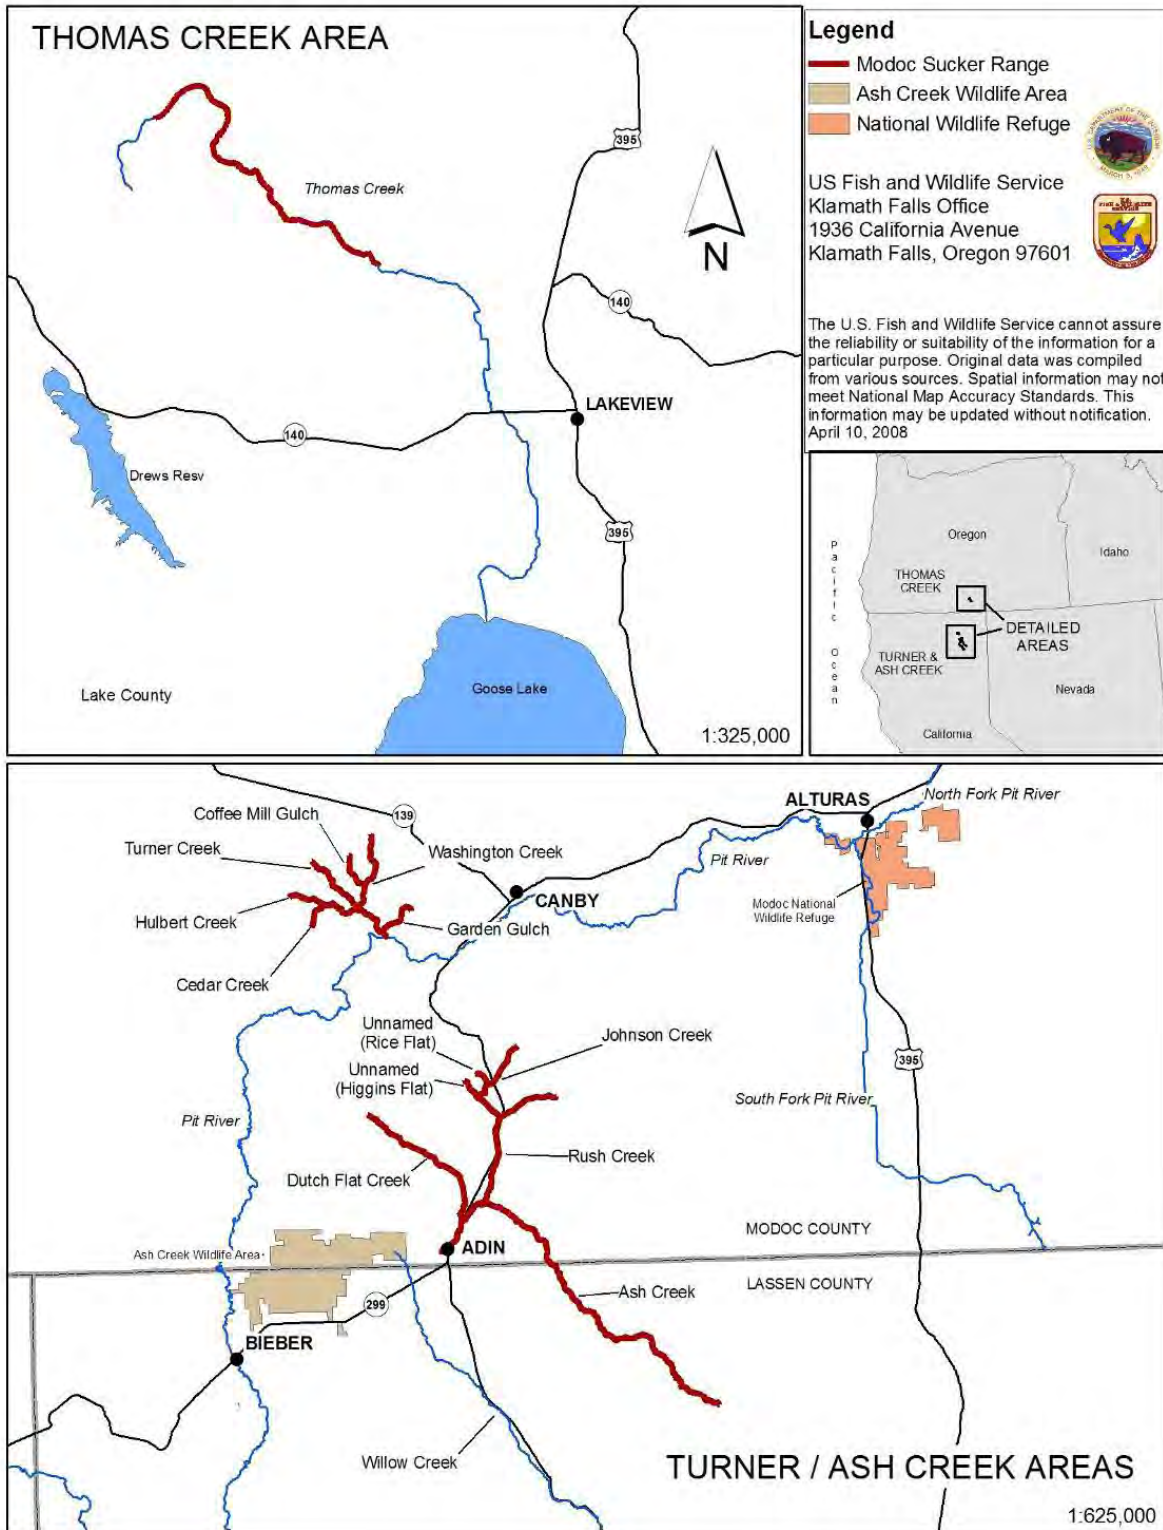 THOMAS CREEK AREA
Thomas Creek
395
140
LAKEVIEW
140
Drews Resv
395
Lake County
Goose Lake
1:325,000
Legend
Modoc Sucker Range
Ash Creek Wildlife Area
National Wildlife Refuge
US Fish and Wildlife Service
Klamath Falls Office
1936 California Avenue
Klamath Falls, Oregon 97601
The U.S. Fish and Wildlife Service cannot assure
the reliability or suitability of the information for a
particular purpose. Original data was compiled
from various sources. Spatial information may not
meet National Map Accuracy Standards. This
information may be updated without notification.
April 10, 2008
N
Oregon
Idaho
Pacific Ocean
THOMAS
CREEK
DETAILED
AREAS
TURNER &
ASH CREEK
Nevada
California
ALTURAS
North Fork Pit River
Coffee Mill Gulch
139
Turner Creek
Washington Creek
Pit River
CANBY
Modoc National
Wildlife Refuge
Hulbert Creek
Garden Gulch
Cedar Creek
Unnamed
(Rice Flat)
Johnson Creek
Unnamed
(Higgins Flat)
395
South Fork Pit River
Pit River
Rush Creek
Dutch Flat Creek
MODOC COUNTY
Ash Creek Wildlife Area
ADIN
LASSEN COUNTY
Ash Creek
299
BIEBER
Willow Creek
TURNER / ASH CREEK AREAS
1:625,000